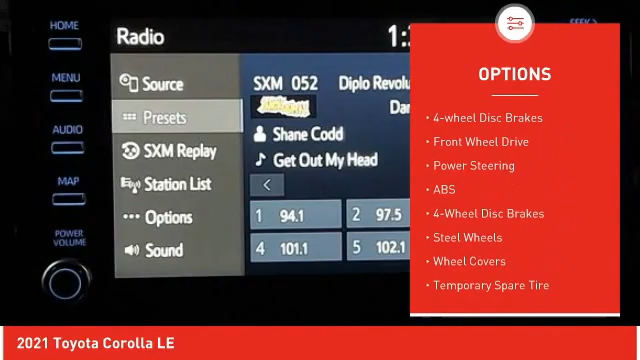 HOME
MENU
AUDIO
MAP
POWER
VOLUME
Radio
1:
Source
Presets
SXM Replay
Station List
Options
Sound
SXM 052 Diplo Revolu
Dan
Shane Codd
Get Out My Head
<
1 94.1
2 97.5
4 101.1
5 102.1
SEEK >
OPTIONS
• 4-wheel Disc Brakes
• Front Wheel Drive
• Power Steering
• ABS
• 4-Wheel Disc Brakes
• Steel Wheels
• Wheel Covers
• Temporary Spare Tire
2021 Toyota Corolla LE